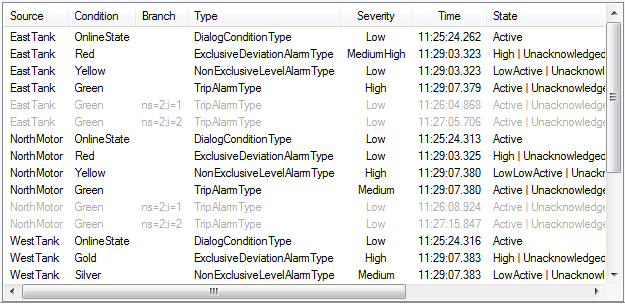 Source Condition Branch Type Severity Time State
EastTank OnlineState DialogConditionType Low 11:25:24.262 Active
EastTank Red ExclusiveDeviationAlarmType MediumHigh 11:29:03.323 High | Unacknowledged
EastTank Yellow NonExclusiveLevelAlarmType Low 11:29:03.323 LowActive | Unacknowl
EastTank Green TripAlarmType High 11:29:07.379 Active | Unacknowledge
EastTank Green ns=2;i=1 TripAlarmType Low 11:26:04.868 Active | Unacknowledge
EastTank Green ns=2;i=2 TripAlarmType Low 11:27:05.706 Active | Unacknowledge
NorthMotor OnlineState DialogConditionType Low 11:25:24.313 Active
NorthMotor Red ExclusiveDeviationAlarmType Low 11:29:03.325 High | Unacknowledged
NorthMotor Yellow NonExclusiveLevelAlarmType High 11:29:07.380 LowLowActive | Unack
NorthMotor Green TripAlarmType Medium 11:29:07.380 Active | Unacknowledge
NorthMotor Green ns=2;i=1 TripAlarmType Low 11:26:08.924 Active | Unacknowledge
NorthMotor Green ns=2;i=2 TripAlarmType Low 11:27:15.847 Active | Unacknowledge
WestTank OnlineState DialogConditionType Low 11:25:24.316 Active
WestTank Gold ExclusiveDeviationAlarmType High 11:29:07.383 High | Unacknowledged
WestTank Silver NonExclusiveLevelAlarmType Medium 11:29:07.383 LowActive | Unacknowl